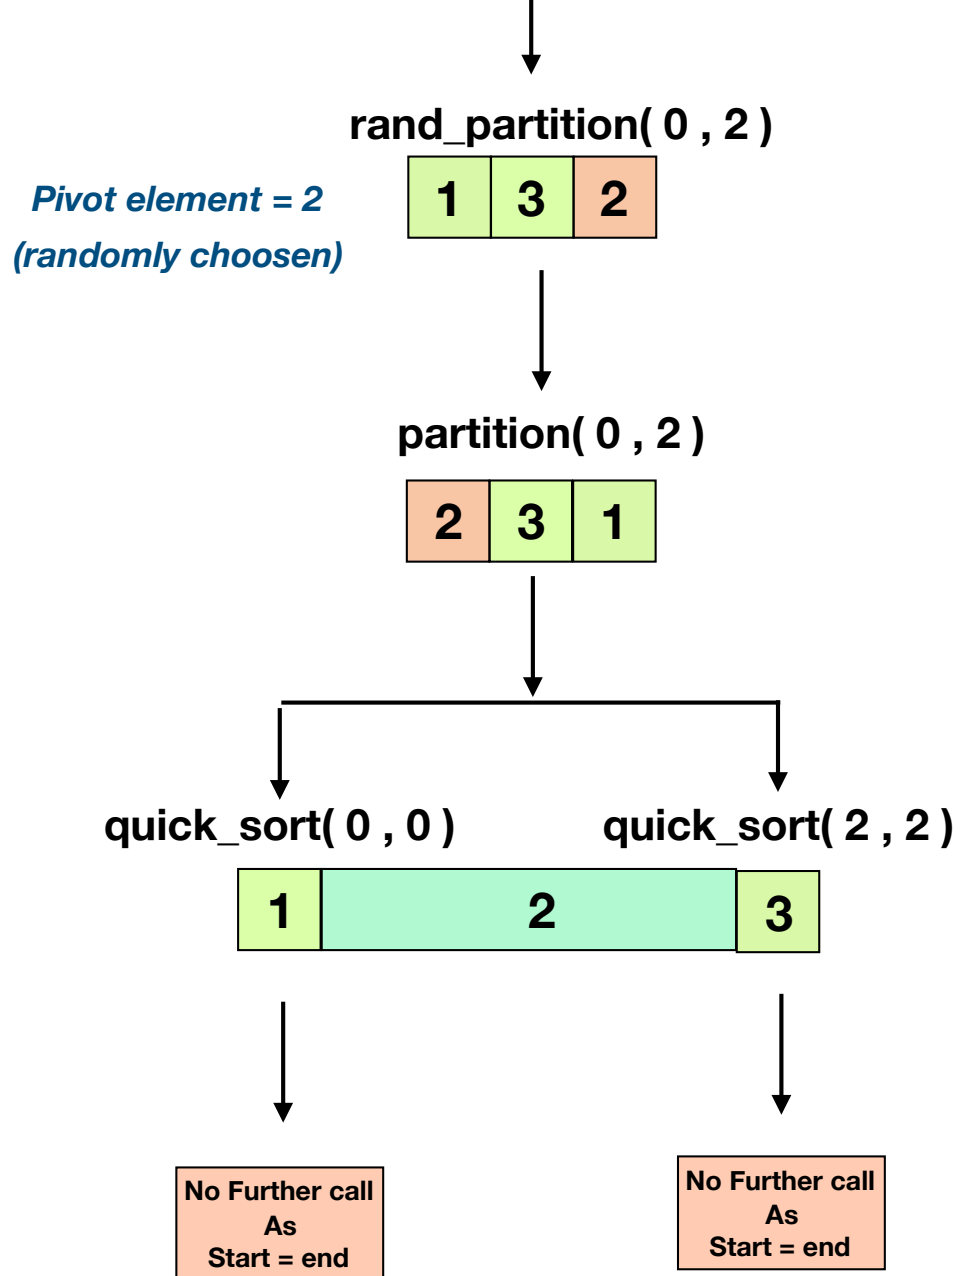 rand_partition( 0 , 2 )
Pivot element = 2
(randomly choosen)
1 3 2
partition( 0 , 2 )
2 3 1
quick_sort( 0 , 0 )
quick_sort( 2 , 2 )
1 2 3
No Further call
As
Start = end
No Further call
As
Start = end